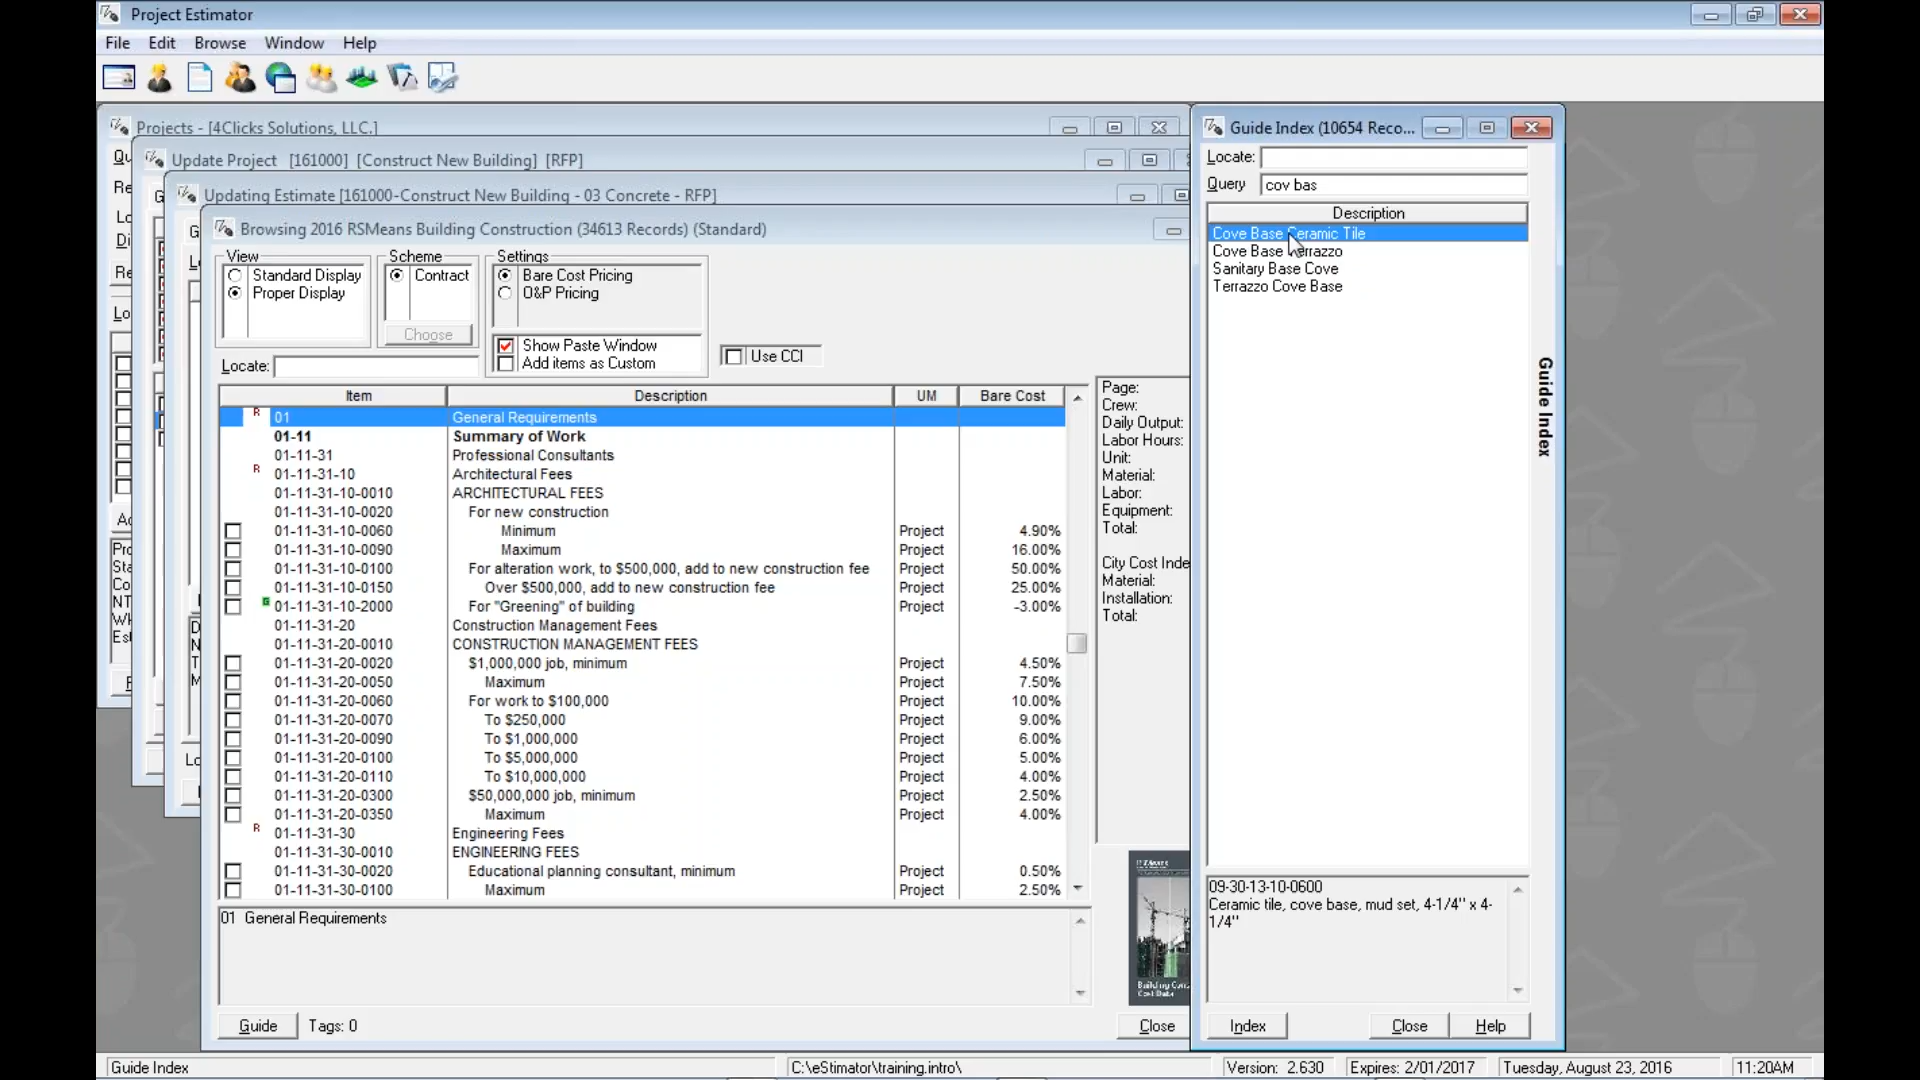 Project Estimator
File Edit Browse Window Help
Projects - [4Clicks Solutions, LLC.]
Update Project [161000] [Construct New Building] [RFP]
Updating Estimate [161000-Construct New Building - 03 Concrete - RFP]
Browsing 2016 RSMeans Building Construction (34613 Records) (Standard)
View
Standard Display
Proper Display
Scheme
Contract
Choose
Settings
Bare Cost Pricing
O&P Pricing
Show Paste Window
Add items as Custom
Use CCI
Locate:
Item Description UM Bare Cost
R 01 General Requirements
01-11 Summary of Work
01-11-31 Professional Consultants
R 01-11-31-10 Architectural Fees
01-11-31-10-0010 ARCHITECTURAL FEES
01-11-31-10-0020 For new construction
01-11-31-10-0060 Minimum Project 4.90%
01-11-31-10-0090 Maximum Project 16.00%
01-11-31-10-0100 For alteration work, to $500,000, add to new construction fee Project 50.00%
01-11-31-10-0150 Over $500,000, add to new construction fee Project 25.00%
G 01-11-31-10-2000 For "Greening" of building Project -3.00%
01-11-31-20 Construction Management Fees
01-11-31-20-0010 CONSTRUCTION MANAGEMENT FEES
01-11-31-20-0020 $1,000,000 job, minimum Project 4.50%
01-11-31-20-0050 Maximum Project 7.50%
01-11-31-20-0060 For work to $100,000 Project 10.00%
01-11-31-20-0070 To $250,000 Project 9.00%
01-11-31-20-0090 To $1,000,000 Project 6.00%
01-11-31-20-0100 To $5,000,000 Project 5.00%
01-11-31-20-0110 To $10,000,000 Project 4.00%
01-11-31-20-0300 $50,000,000 job, minimum Project 2.50%
01-11-31-20-0350 Maximum Project 4.00%
R 01-11-31-30 Engineering Fees
01-11-31-30-0010 ENGINEERING FEES
01-11-31-30-0020 Educational planning consultant, minimum Project 0.50%
01-11-31-30-0100 Maximum Project 2.50%
01 General Requirements
Guide Tags: 0 Close
Page:
Crew:
Daily Output:
Labor Hours:
Unit:
Material:
Labor:
Equipment:
Total:
City Cost Inde
Material:
Installation:
Total:
Guide Index (10654 Reco...
Locate:
Query cov bas
Description
Cove Base Ceramic Tile
Cove Base Terrazzo
Sanitary Base Cove
Terrazzo Cove Base
Guide Index
09-30-13-10-0600
Ceramic tile, cove base, mud set, 4-1/4" x 4-
1/4"
Index Close Help
Guide Index C:\eStimator\training.intro\ Version: 2.630 Expires: 2/01/2017 Tuesday, August 23, 2016 11:20AM